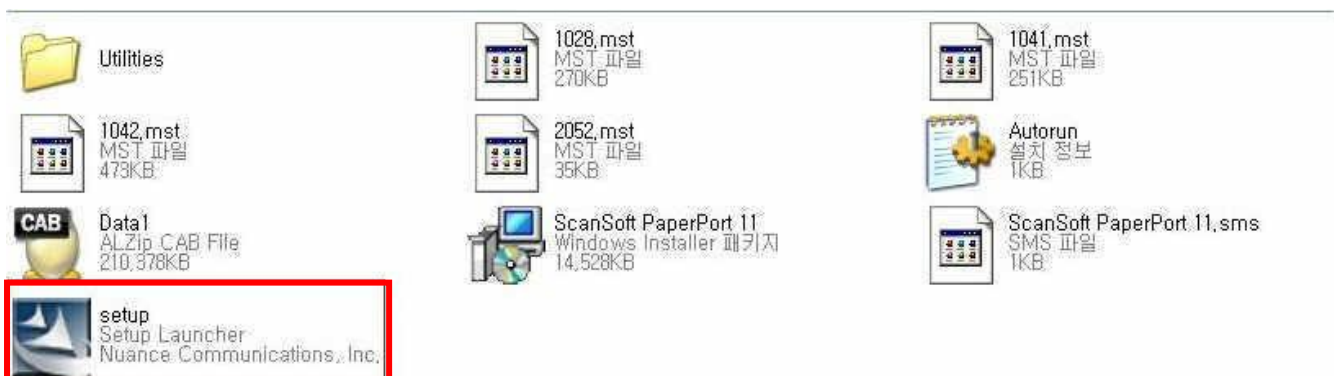 Utilities
1028.mst
MST 파일
270KB
1041.mst
MST 파일
251KB
1042.mst
MST 파일
473KB
2052.mst
MST 파일
35KB
Autorun
설치 정보
1KB
CAB
Data1
ALZip CAB File
210,378KB
ScanSoft PaperPort 11
Windows Installer 패키지
14,528KB
ScanSoft PaperPort 11.sms
SMS 파일
1KB
setup
Setup Launcher
Nuance Communications, Inc.